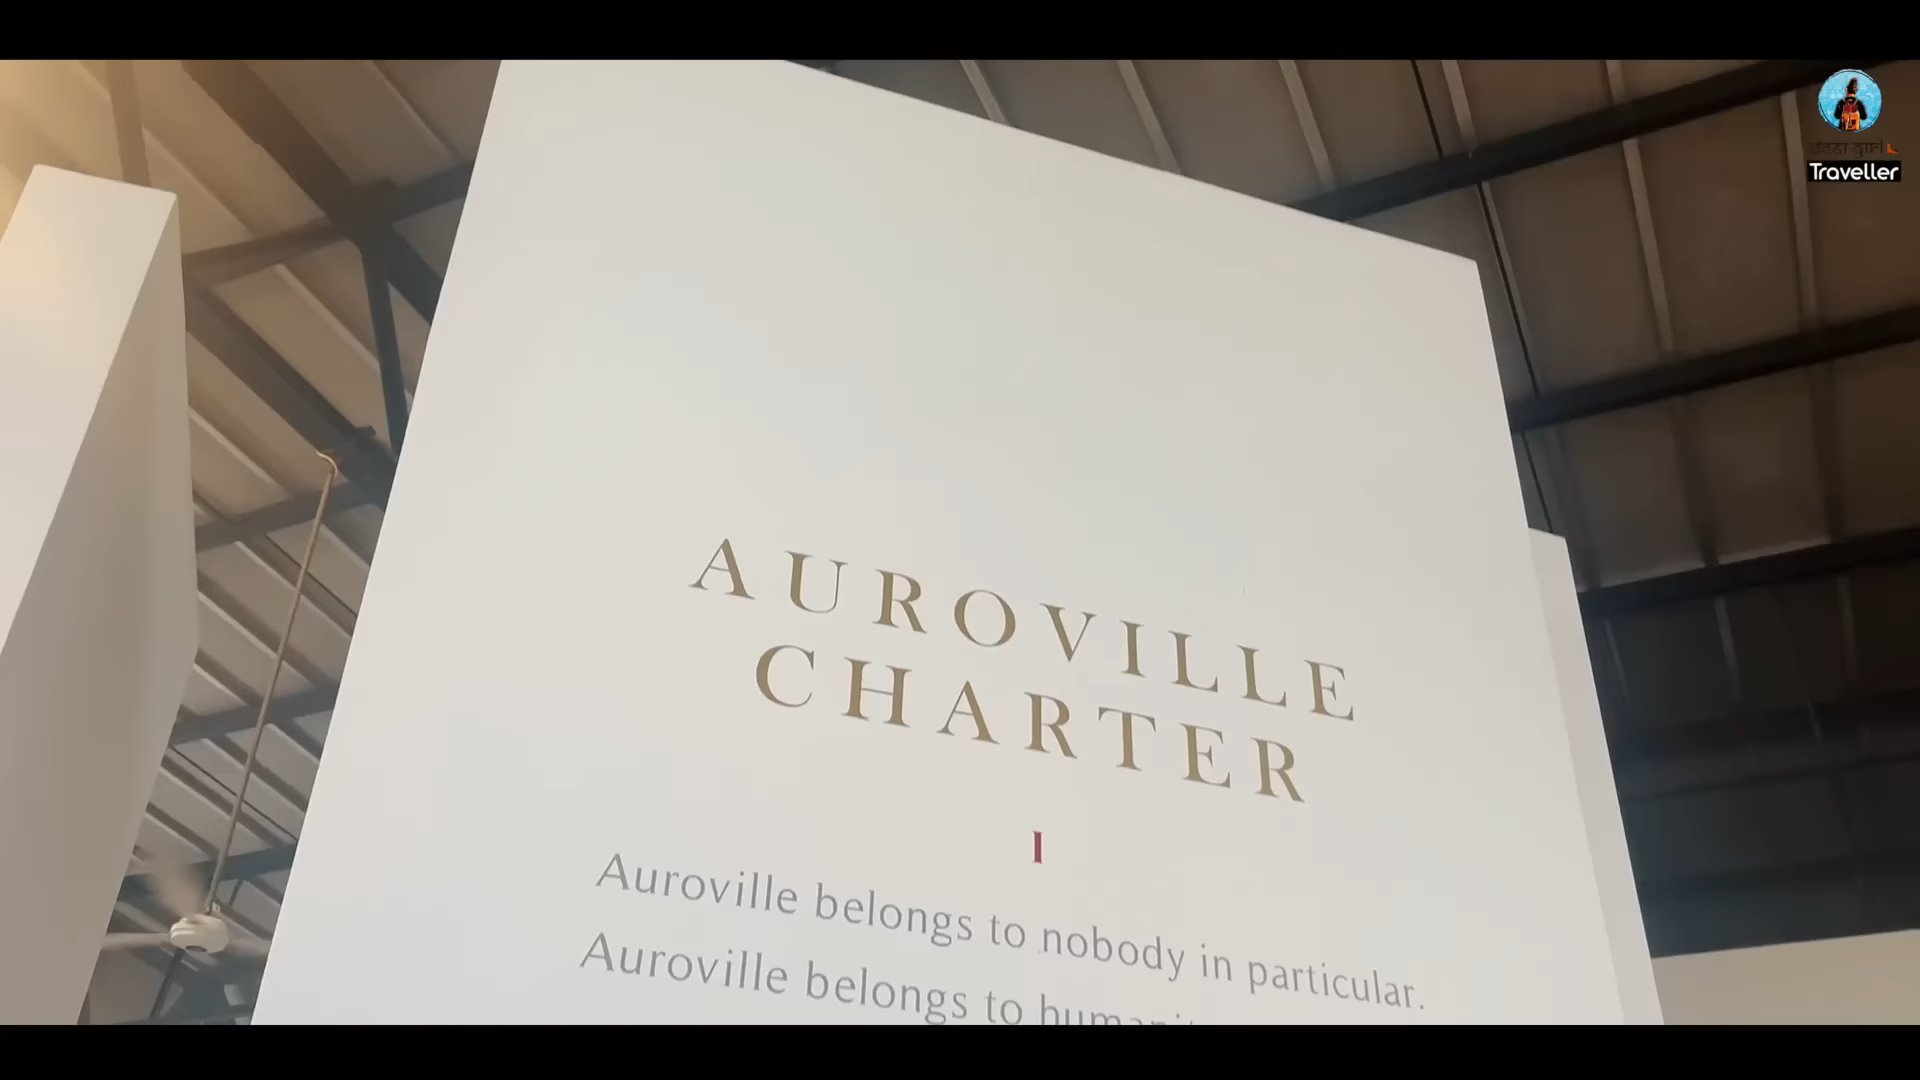 AUROVILLE
CHARTER
I
Auroville belongs to nobody in particular.
Auroville belongs to
Traveller